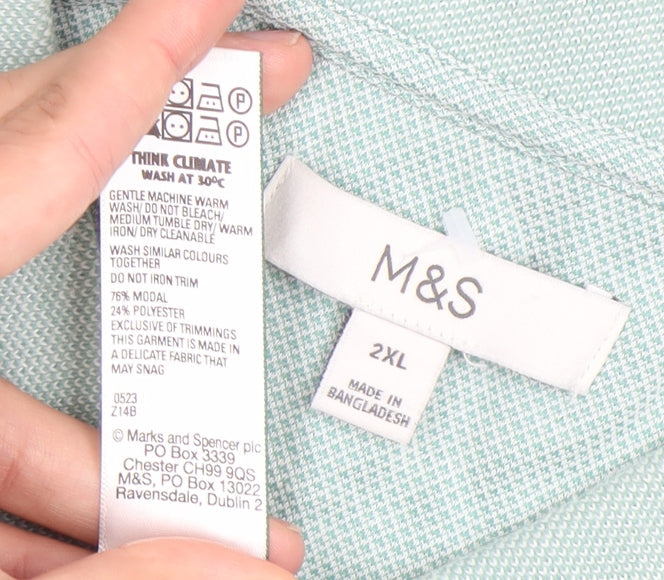 P
P
THINK CLIMATE
WASH AT 30ºC
GENTLE MACHINE WARM
WASH/ DO NOT BLEACH/
MEDIUM TUMBLE DRY/ WARM
IRON/ DRY CLEANABLE
WASH SIMILAR COLOURS
TOGETHER
DO NOT IRON TRIM
76% MODAL
24% POLYESTER
EXCLUSIVE OF TRIMMINGS
THIS GARMENT IS MADE IN
A DELICATE FABRIC THAT
MAY SNAG
0523
Z14B
© Marks and Spencer plc
PO Box 3339
Chester CH99 9QS
M&S, PO Box 13022
Ravensdale, Dublin 2
M&S
2XL
MADE IN
BANGLADESH